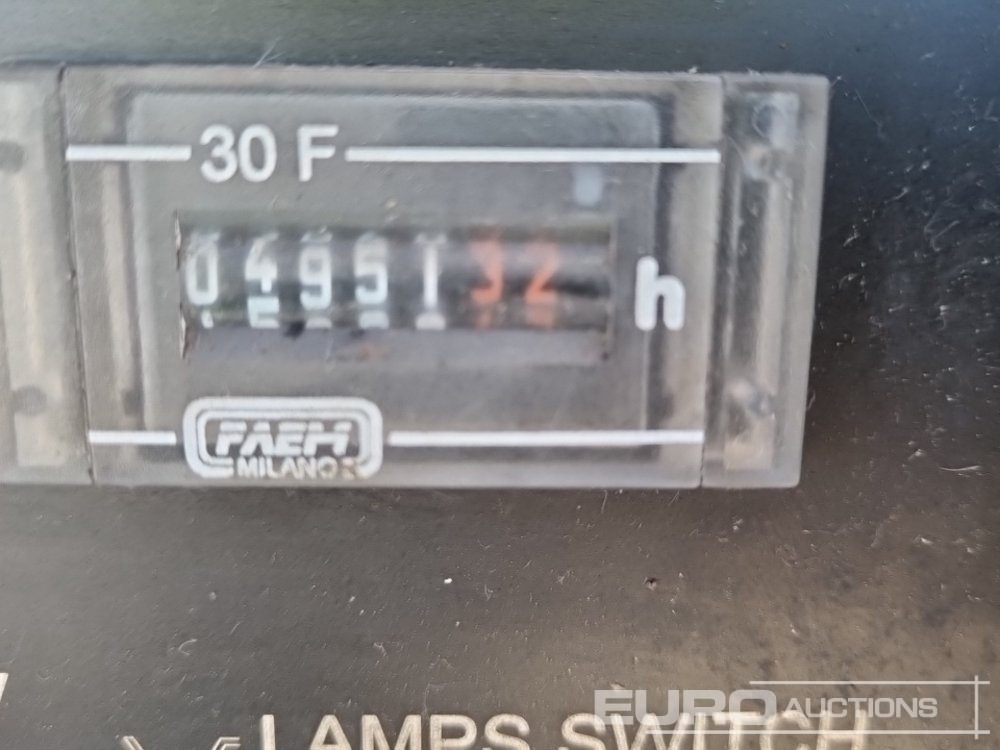 30 F
0495132 h
FAEM
MILANO
LAMPS SWITCH
EURO AUCTIONS